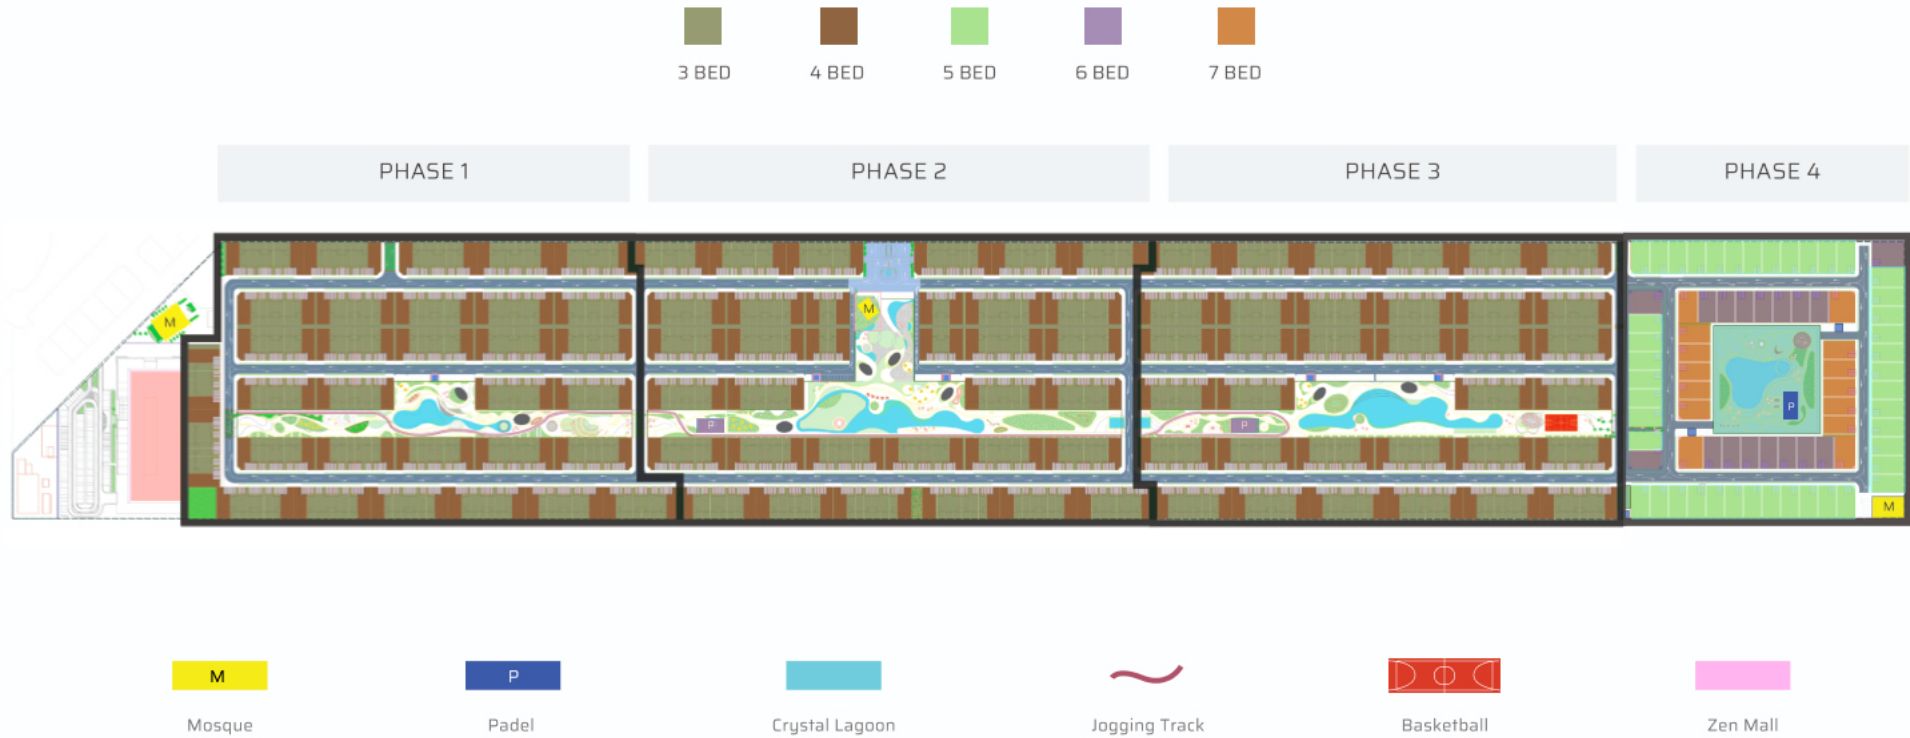 3 BED 4 BED 5 BED 6 BED 7 BED
PHASE 1 PHASE 2 PHASE 3 PHASE 4
M
M
P
P
P
M
M P
Mosque Padel Crystal Lagoon Jogging Track Basketball Zen Mall